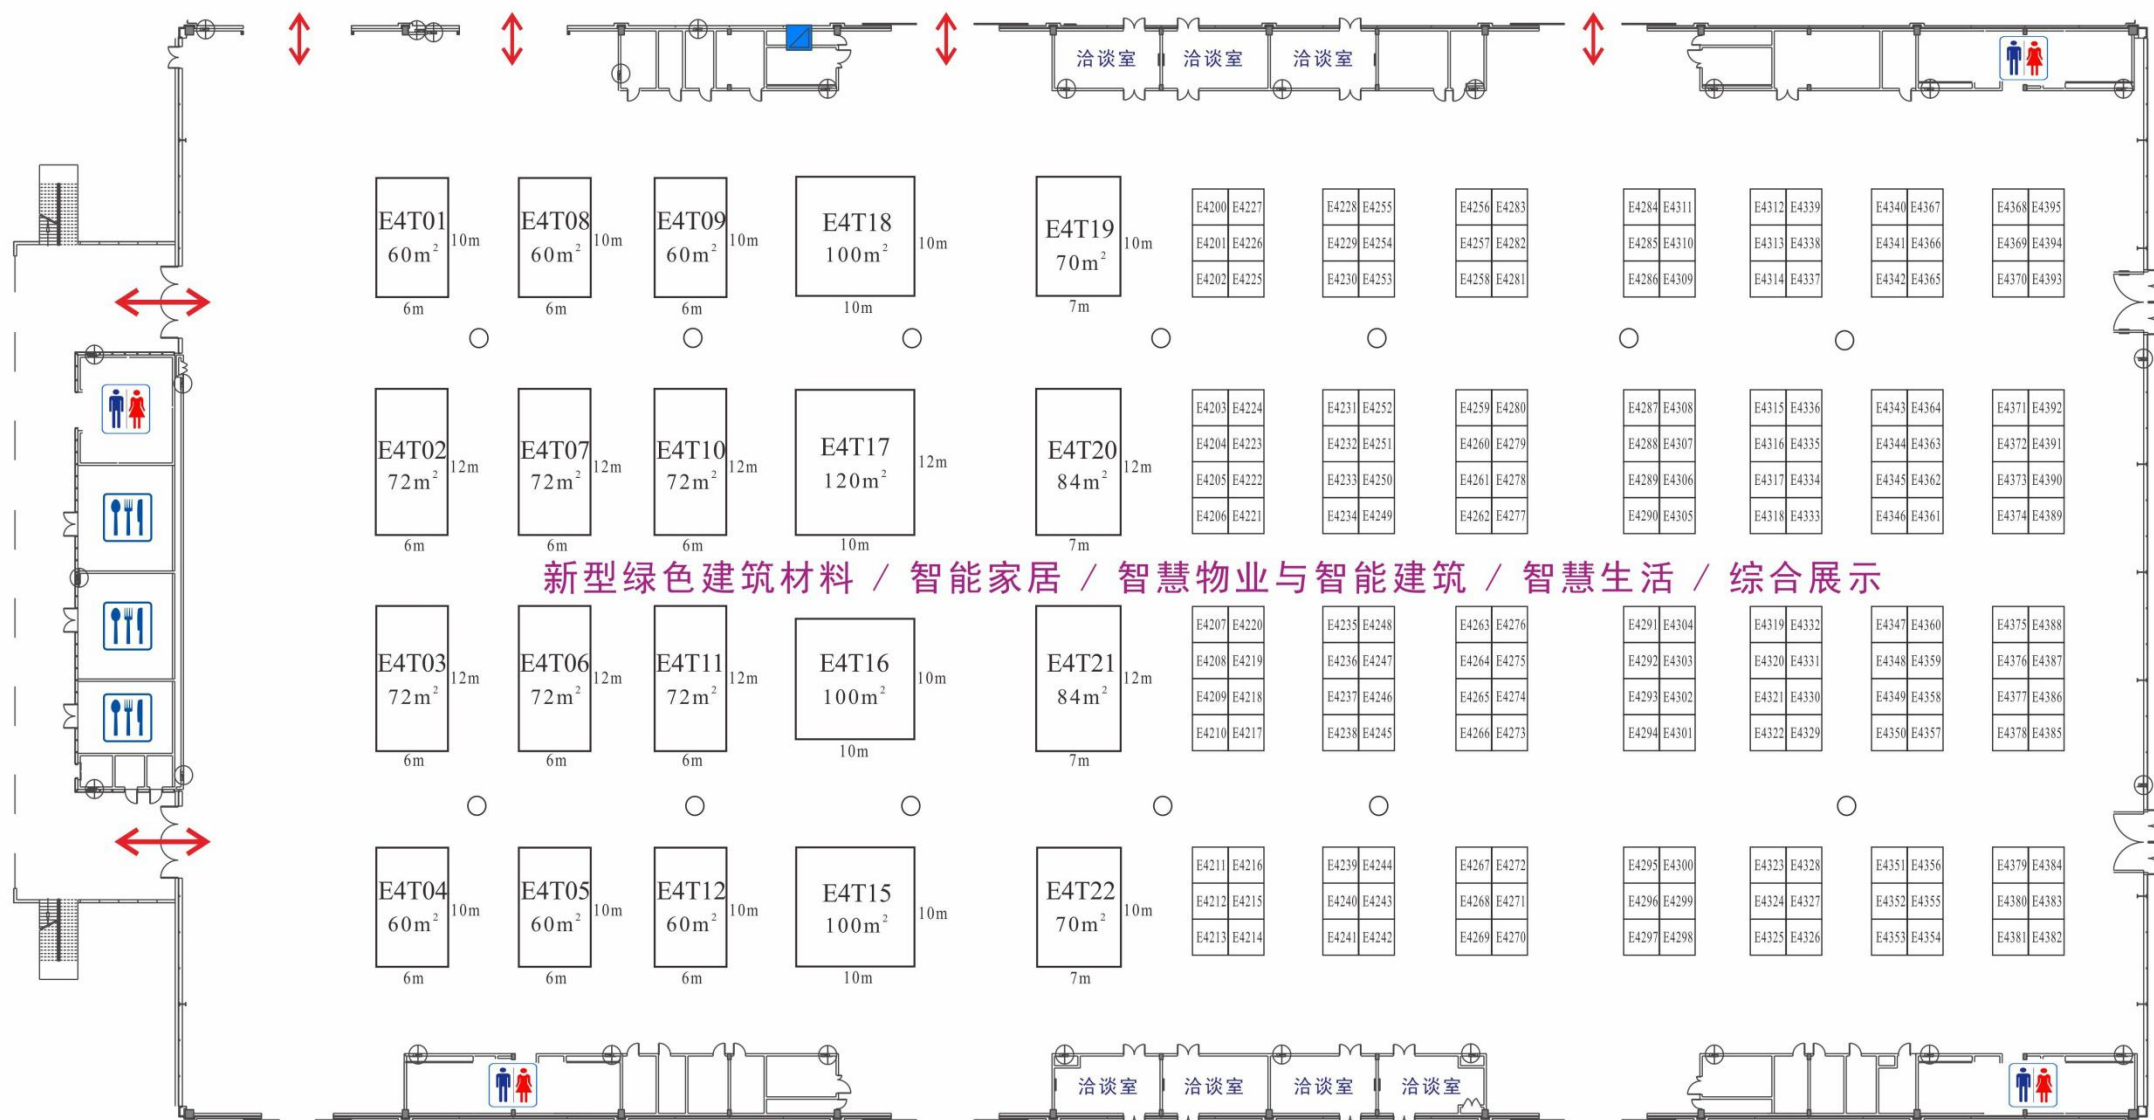 洽谈室 洽谈室 洽谈室
E4T01 E4T08 E4T09 E4T18 E4T19
60m² 60m² 60m² 100m² 70m²
10m 10m 10m 10m 10m
6m 6m 6m 10m 7m
E4200 E4227 E4228 E4255 E4256 E4283 E4284 E4311 E4312 E4339 E4340 E4367 E4368 E4395
E4201 E4226 E4229 E4254 E4257 E4282 E4285 E4310 E4313 E4338 E4341 E4366 E4369 E4394
E4202 E4225 E4230 E4253 E4258 E4281 E4286 E4309 E4314 E4337 E4342 E4365 E4370 E4393
E4T02 E4T07 E4T10 E4T17 E4T20
72m² 72m² 72m² 120m² 84m²
12m 12m 12m 12m 12m
6m 6m 6m 10m 7m
E4203 E4224 E4231 E4252 E4259 E4280 E4287 E4308 E4315 E4336 E4343 E4364 E4371 E4392
E4204 E4223 E4232 E4251 E4260 E4279 E4288 E4307 E4316 E4335 E4344 E4363 E4372 E4391
E4205 E4222 E4233 E4250 E4261 E4278 E4289 E4306 E4317 E4334 E4345 E4362 E4373 E4390
E4206 E4221 E4234 E4249 E4262 E4277 E4290 E4305 E4318 E4333 E4346 E4361 E4374 E4389
新型绿色建筑材料 / 智能家居 / 智慧物业与智能建筑 / 智慧生活 / 综合展示
E4T03 E4T06 E4T11 E4T16 E4T21
72m² 72m² 72m² 100m² 84m²
12m 12m 12m 10m 12m
6m 6m 6m 10m 7m
E4207 E4220 E4235 E4248 E4263 E4276 E4291 E4304 E4319 E4332 E4347 E4360 E4375 E4388
E4208 E4219 E4236 E4247 E4264 E4275 E4292 E4303 E4320 E4331 E4348 E4359 E4376 E4387
E4209 E4218 E4237 E4246 E4265 E4274 E4293 E4302 E4321 E4330 E4349 E4358 E4377 E4386
E4210 E4217 E4238 E4245 E4266 E4273 E4294 E4301 E4322 E4329 E4350 E4357 E4378 E4385
E4T04 E4T05 E4T12 E4T15 E4T22
60m² 60m² 60m² 100m² 70m²
10m 10m 10m 10m 10m
6m 6m 6m 10m 7m
E4211 E4216 E4239 E4244 E4267 E4272 E4295 E4300 E4323 E4328 E4351 E4356 E4379 E4384
E4212 E4215 E4240 E4243 E4268 E4271 E4296 E4299 E4324 E4327 E4352 E4355 E4380 E4383
E4213 E4214 E4241 E4242 E4269 E4270 E4297 E4298 E4325 E4326 E4353 E4354 E4381 E4382
洽谈室 洽谈室 洽谈室 洽谈室